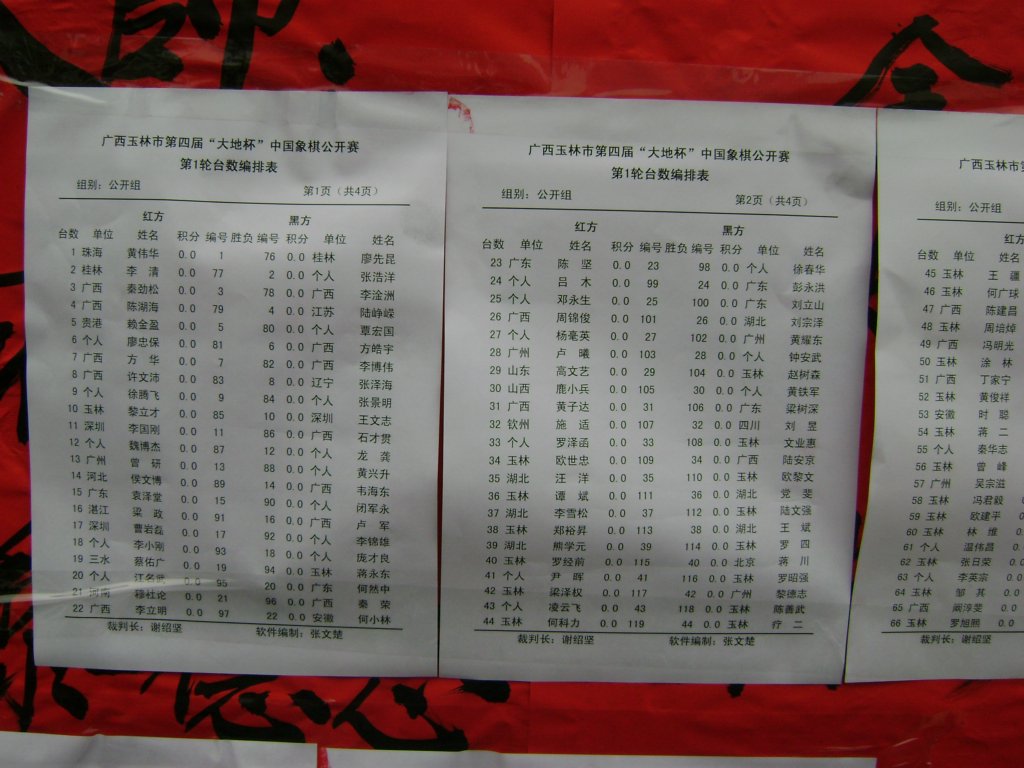 帥
全
广西玉林市第四届“大地杯”中国象棋公开赛
第1轮台数编排表
组别：公开组 第1页（共4页）
红方 黑方
台数 单位 姓名 积分 编号 胜负 编号 积分 单位 姓名
1 珠海 黄伟华 0.0 1 76 0.0 桂林 廖先昆
2 桂林 李 清 0.0 77 2 0.0 个人 张浩洋
3 广西 秦劲松 0.0 3 78 0.0 广西 李淦洲
4 广西 陈湖海 0.0 79 4 0.0 江苏 陆峥嵘
5 贵港 赖金盈 0.0 5 80 0.0 个人 覃宏国
6 个人 廖忠保 0.0 81 6 0.0 广西 方皓宇
7 广西 方 华 0.0 7 82 0.0 广西 李博伟
8 广西 许文沛 0.0 83 8 0.0 辽宁 张泽海
9 个人 徐腾飞 0.0 9 84 0.0 个人 张景明
10 玉林 黎立才 0.0 85 10 0.0 深圳 王文志
11 深圳 李国刚 0.0 11 86 0.0 广西 石才贯
12 个人 魏博杰 0.0 87 12 0.0 个人 龙 龚
13 广州 曾 研 0.0 13 88 0.0 个人 黄兴升
14 河北 侯文博 0.0 89 14 0.0 广西 韦海东
15 广东 袁泽堂 0.0 15 90 0.0 个人 闭军永
16 湛江 梁 政 0.0 91 16 0.0 广西 卢 军
17 深圳 曹岩磊 0.0 17 92 0.0 个人 李锦雄
18 个人 李小刚 0.0 93 18 0.0 个人 庞才良
19 三水 蔡佑广 0.0 19 94 0.0 玉林 蒋永东
20 个人 江名武 0.0 95 20 0.0 广东 何然中
21 河南 穆社论 0.0 21 96 0.0 广西 秦 荣
22 广西 李立明 0.0 97 22 0.0 安徽 何小林
裁判长：谢绍坚 软件编制：张文楚
广西玉林市第四届“大地杯”中国象棋公开赛
第1轮台数编排表
组别：公开组 第2页（共4页）
红方 黑方
台数 单位 姓名 积分 编号 胜负 编号 积分 单位 姓名
23 广东 陈 坚 0.0 23 98 0.0 个人 徐春华
24 个人 吕 木 0.0 99 24 0.0 广东 彭永洪
25 个人 邓永生 0.0 25 100 0.0 广东 刘立山
26 广西 周锦俊 0.0 101 26 0.0 湖北 刘宗泽
27 个人 杨毫英 0.0 27 102 0.0 广州 黄耀东
28 广州 卢 曦 0.0 103 28 0.0 个人 钟安武
29 山东 高文艺 0.0 29 104 0.0 玉林 赵树森
30 山西 鹿小兵 0.0 105 30 0.0 个人 黄铁军
31 广西 黄子达 0.0 31 106 0.0 广东 梁树深
32 钦州 施 适 0.0 107 32 0.0 四川 刘 昱
33 个人 罗泽函 0.0 33 108 0.0 玉林 文业惠
34 玉林 欧世忠 0.0 109 34 0.0 广西 陆安京
35 湖北 汪 洋 0.0 35 110 0.0 玉林 欧黎文
36 玉林 谭 斌 0.0 111 36 0.0 湖北 党 斐
37 湖北 李雪松 0.0 37 112 0.0 玉林 陆文强
38 玉林 郑裕昇 0.0 113 38 0.0 湖北 王 斌
39 湖北 熊学元 0.0 39 114 0.0 玉林 罗 四
40 玉林 罗经前 0.0 115 40 0.0 北京 蒋 川
41 个人 尹 晖 0.0 41 116 0.0 玉林 罗昭强
42 玉林 梁泽权 0.0 117 42 0.0 广州 黎德志
43 个人 凌云飞 0.0 43 118 0.0 玉林 陈善武
44 玉林 何科力 0.0 119 44 0.0 玉林 疗 二
裁判长：谢绍坚 软件编制：张文楚
广西玉林市第
组别：公开组
红方
台数 单位 姓名
45 玉林 王 疆
46 玉林 何广球
47 广西 陈建昌
48 玉林 周培焯
49 广西 冯明光
50 玉林 涂 林
51 广西 丁家宁
52 玉林 黄俊祥
53 安徽 时 聪
54 玉林 蒋 二
55 个人 秦华志
56 玉林 曾 峰
57 广州 吴宗滋
58 玉林 冯君毅
59 玉林 欧建平 0
60 玉林 林 维 0.
61 个人 温伟昌 0.
62 玉林 张日荣 0.
63 个人 李英宗 0.
64 玉林 邹 其 0.0
65 广西 阙淳斐 0.0
66 玉林 罗旭熙 0.0
裁判长：谢绍坚